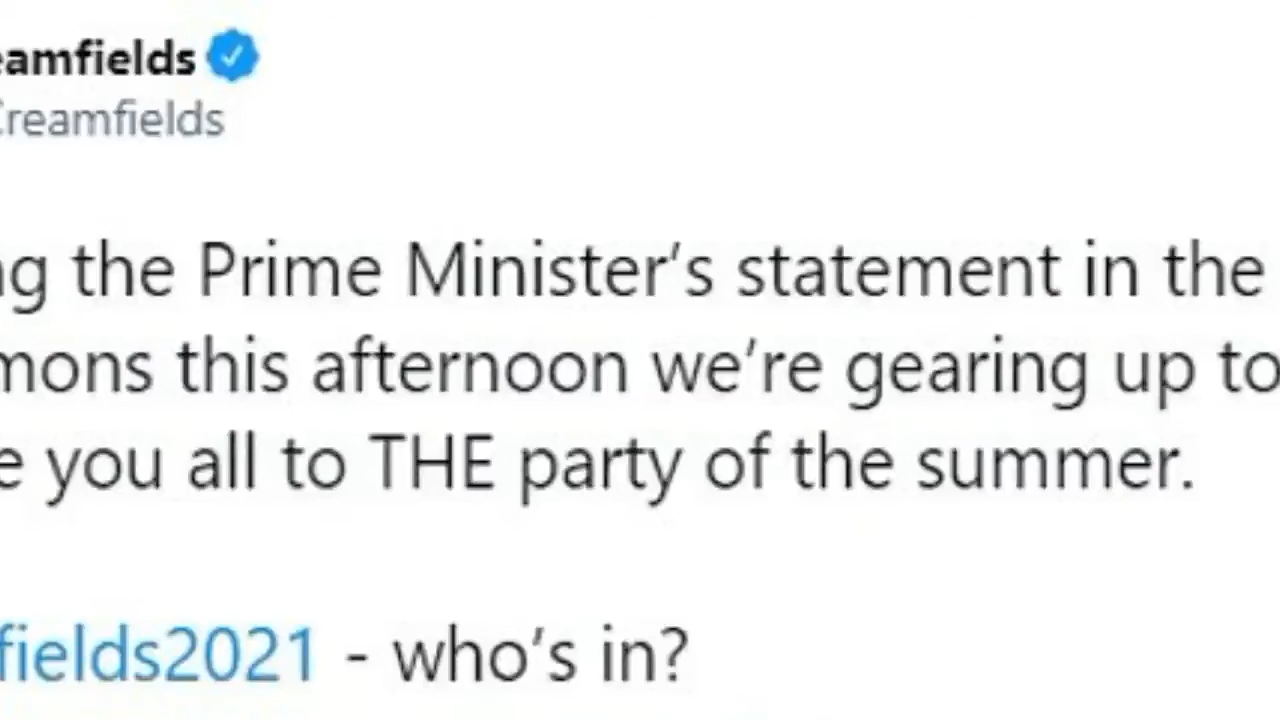 eamfields
Creamfields
ng the Prime Minister's statement in the
mons this afternoon we're gearing up to
e you all to THE party of the summer.
fields2021 - who's in?